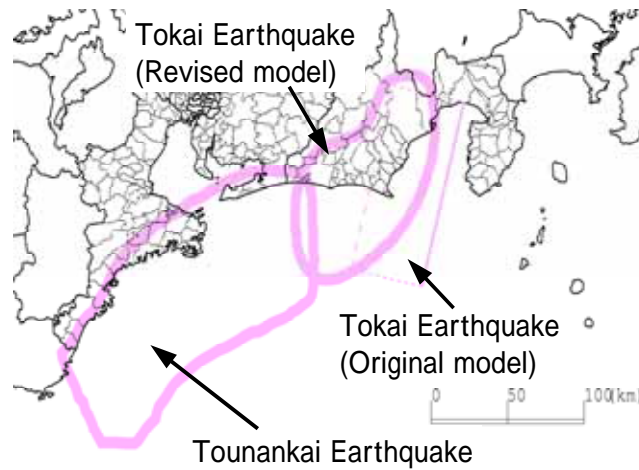 Tokai Earthquake
(Revised model)
Tokai Earthquake
(Original model)
0 50 100(km)
Tounankai Earthquake